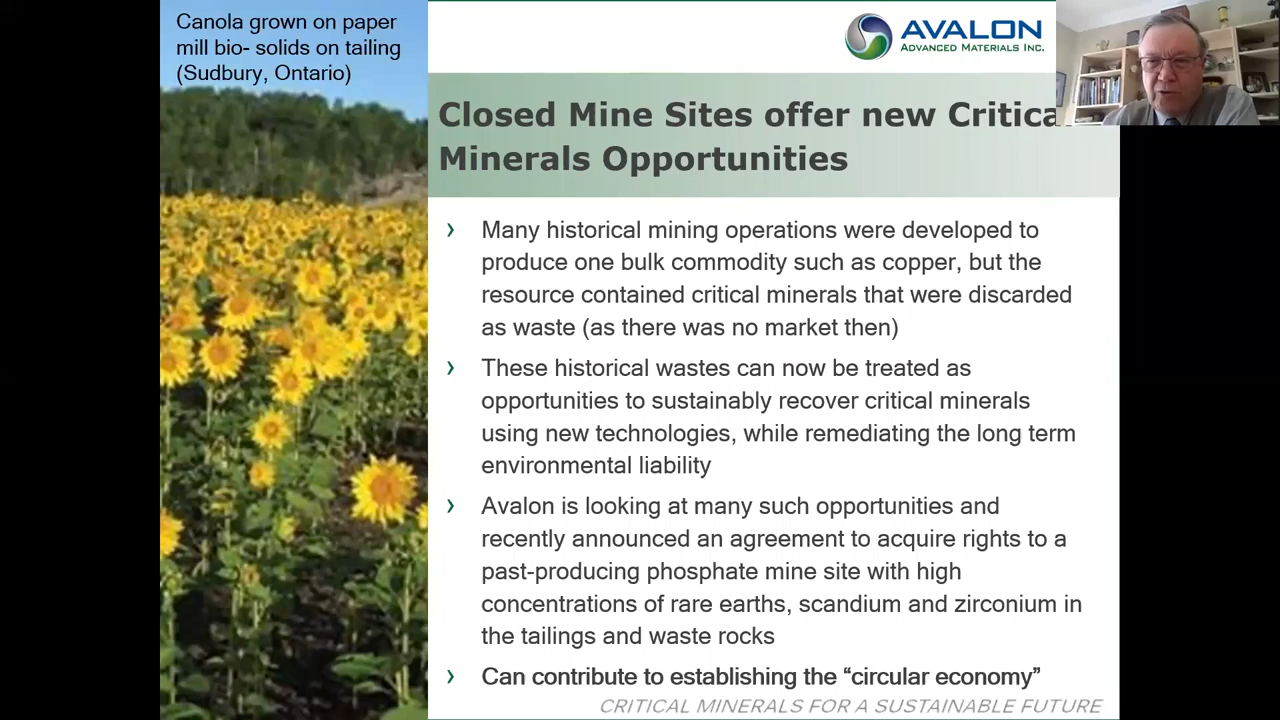 Canola grown on paper
mill bio- solids on tailing
(Sudbury, Ontario)
AVALON
ADVANCED MATERIALS INC.
Closed Mine Sites offer new Critica
Minerals Opportunities
› Many historical mining operations were developed to
produce one bulk commodity such as copper, but the
resource contained critical minerals that were discarded
as waste (as there was no market then)
› These historical wastes can now be treated as
opportunities to sustainably recover critical minerals
using new technologies, while remediating the long term
environmental liability
› Avalon is looking at many such opportunities and
recently announced an agreement to acquire rights to a
past-producing phosphate mine site with high
concentrations of rare earths, scandium and zirconium in
the tailings and waste rocks
› Can contribute to establishing the “circular economy”
CRITICAL MINERALS FOR A SUSTAINABLE FUTURE